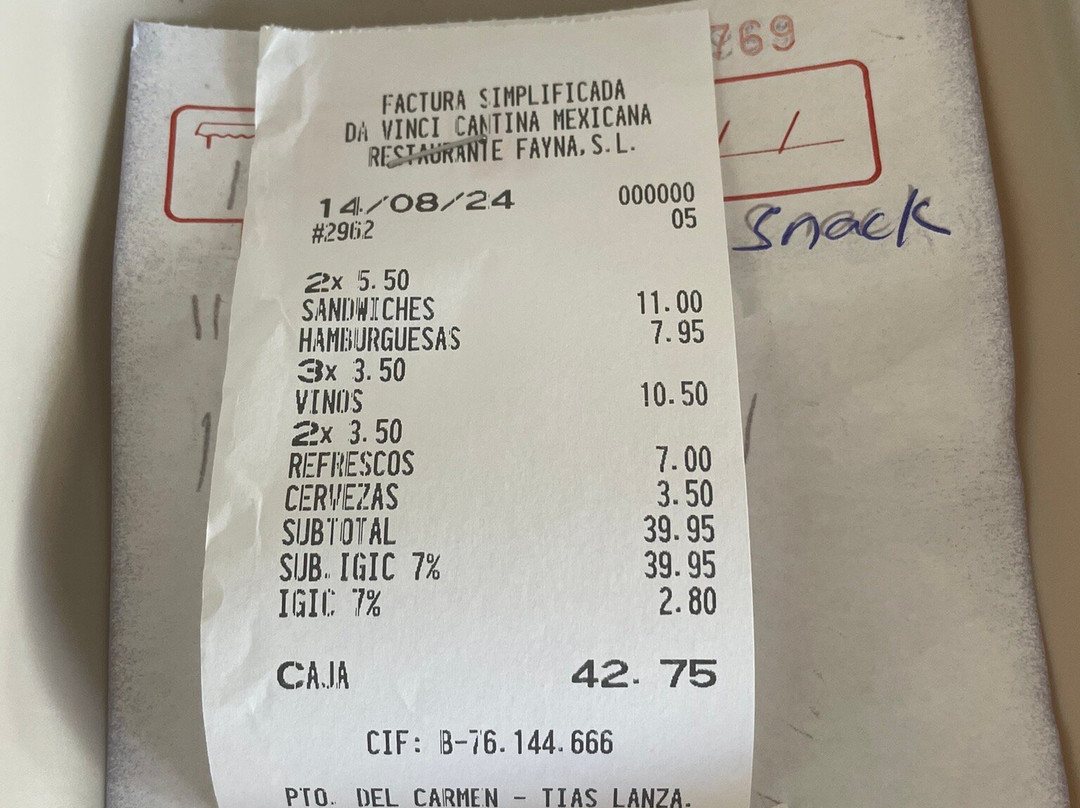 769
FACTURA SIMPLIFICADA
DA VINCI CANTINA MEXICANA
RESTAURANTE FAYNA, S.L.
14/08/24 000000
#2962 05
snack
2x 5.50
SANDWICHES 11.00
HAMBURGUESAS 7.95
3x 3.50
VINOS 10.50
2x 3.50
REFRESCOS 7.00
CERVEZAS 3.50
SUBTOTAL 39.95
SUB. IGIC 7% 39.95
IGIC 7% 2.80
CAJA 42.75
CIF: B-76.144.666
PTO. DEL CARMEN - TIAS LANZA.